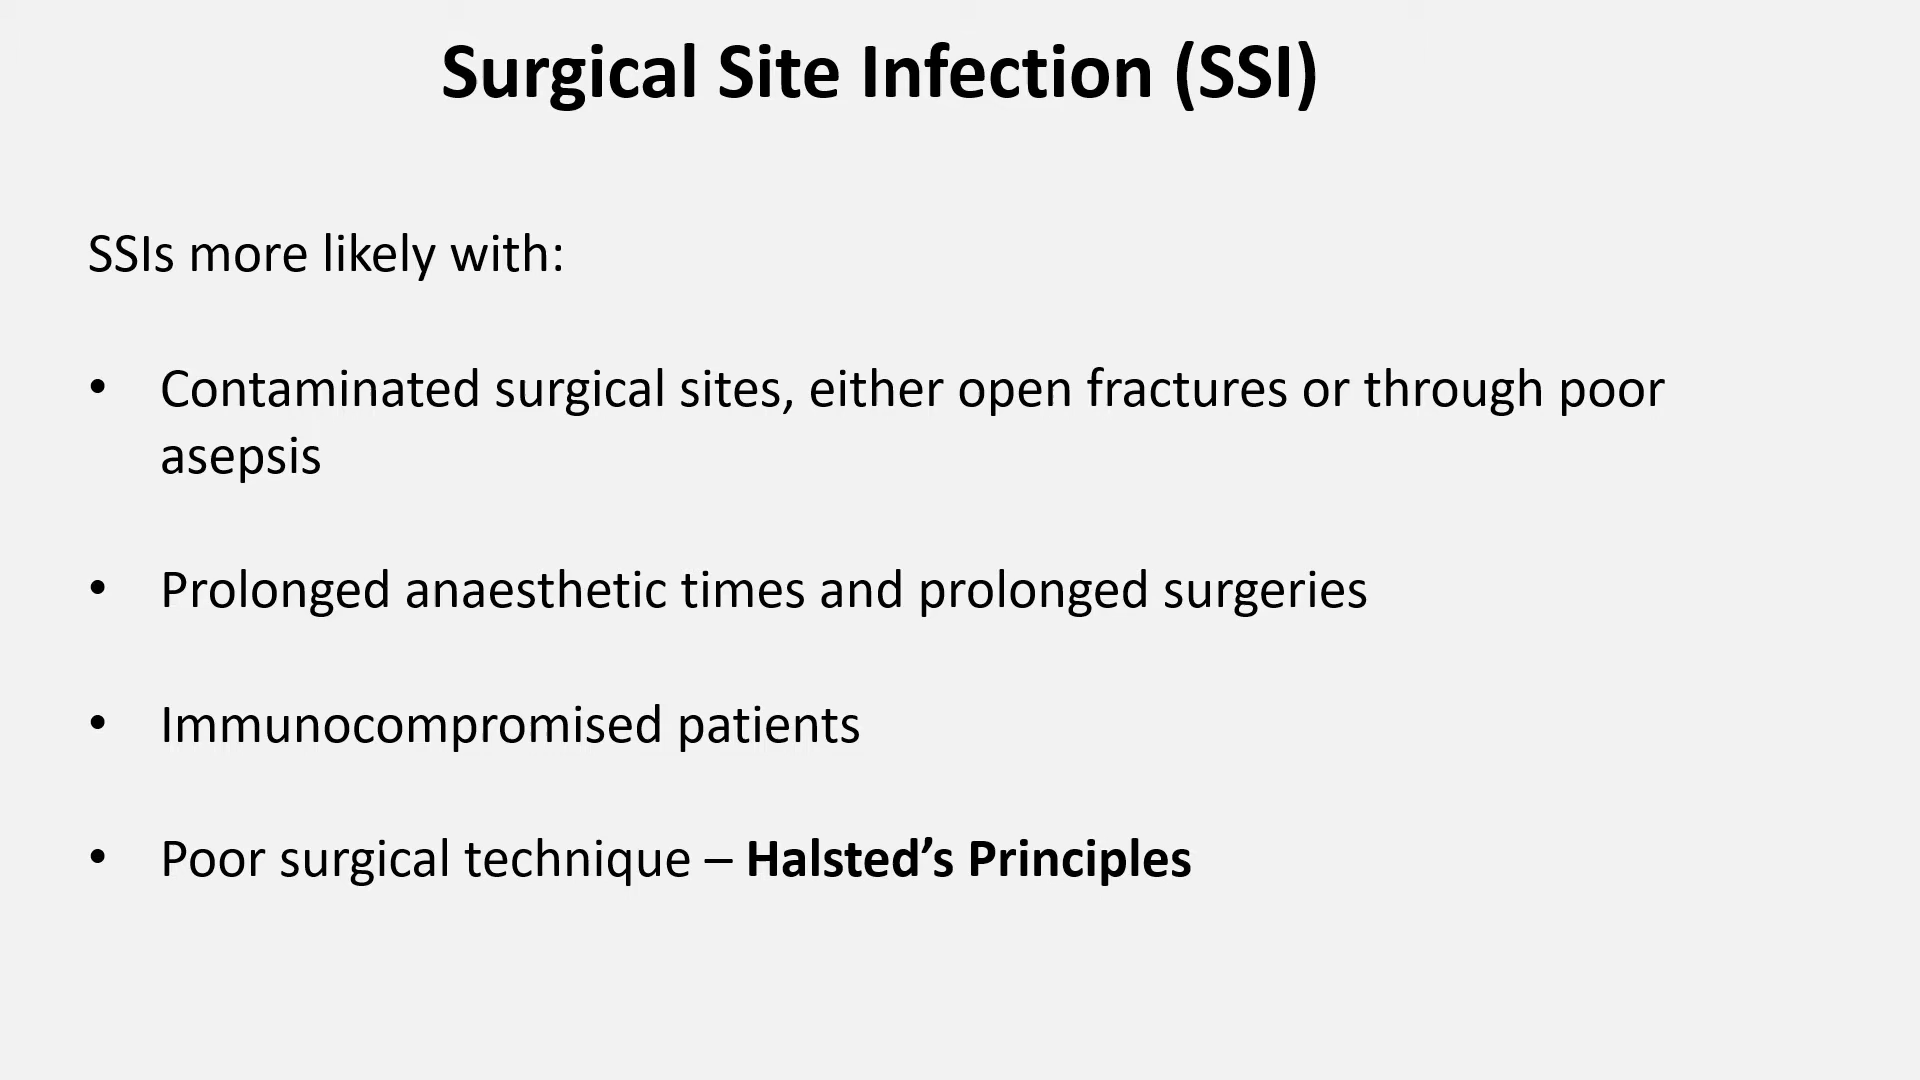 Surgical Site Infection (SSI)
SSIs more likely with:
• Contaminated surgical sites, either open fractures or through poor
asepsis
• Prolonged anaesthetic times and prolonged surgeries
• Immunocompromised patients
• Poor surgical technique – Halsted’s Principles